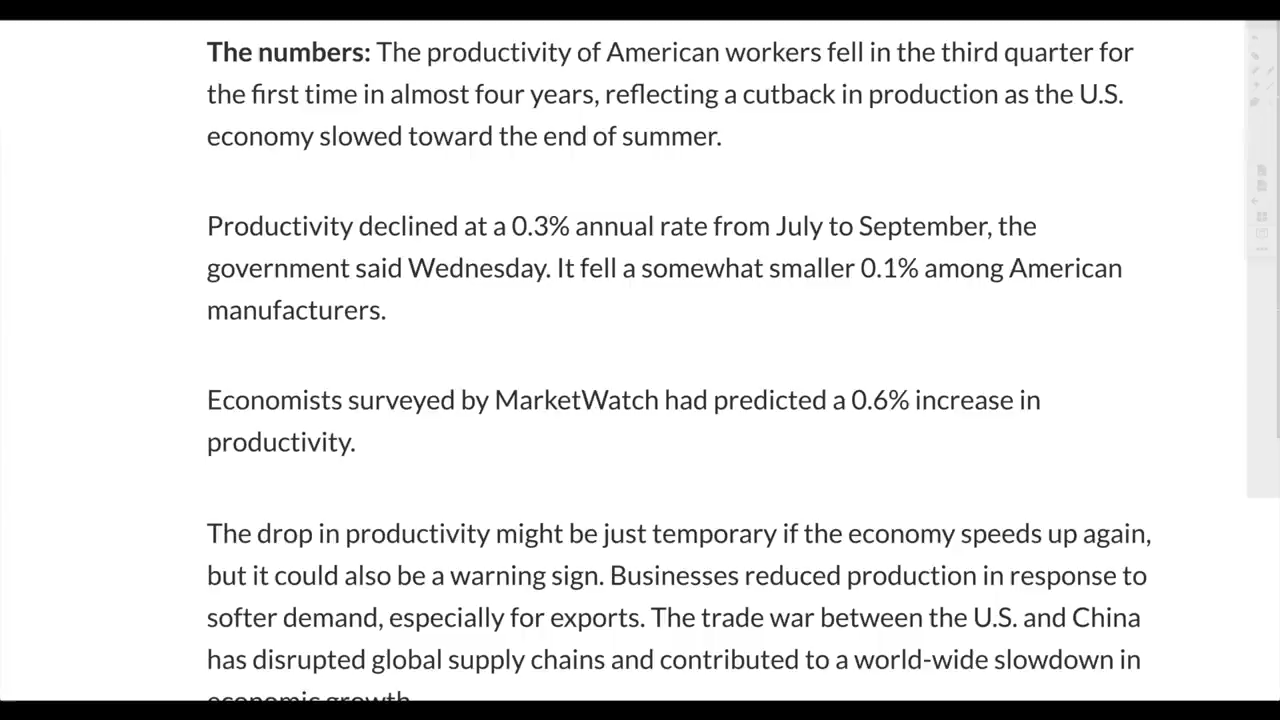 The numbers: The productivity of American workers fell in the third quarter for
the first time in almost four years, reflecting a cutback in production as the U.S.
economy slowed toward the end of summer.
Productivity declined at a 0.3% annual rate from July to September, the
government said Wednesday. It fell a somewhat smaller 0.1% among American
manufacturers.
Economists surveyed by MarketWatch had predicted a 0.6% increase in
productivity.
The drop in productivity might be just temporary if the economy speeds up again,
but it could also be a warning sign. Businesses reduced production in response to
softer demand, especially for exports. The trade war between the U.S. and China
has disrupted global supply chains and contributed to a world-wide slowdown in
economic growth